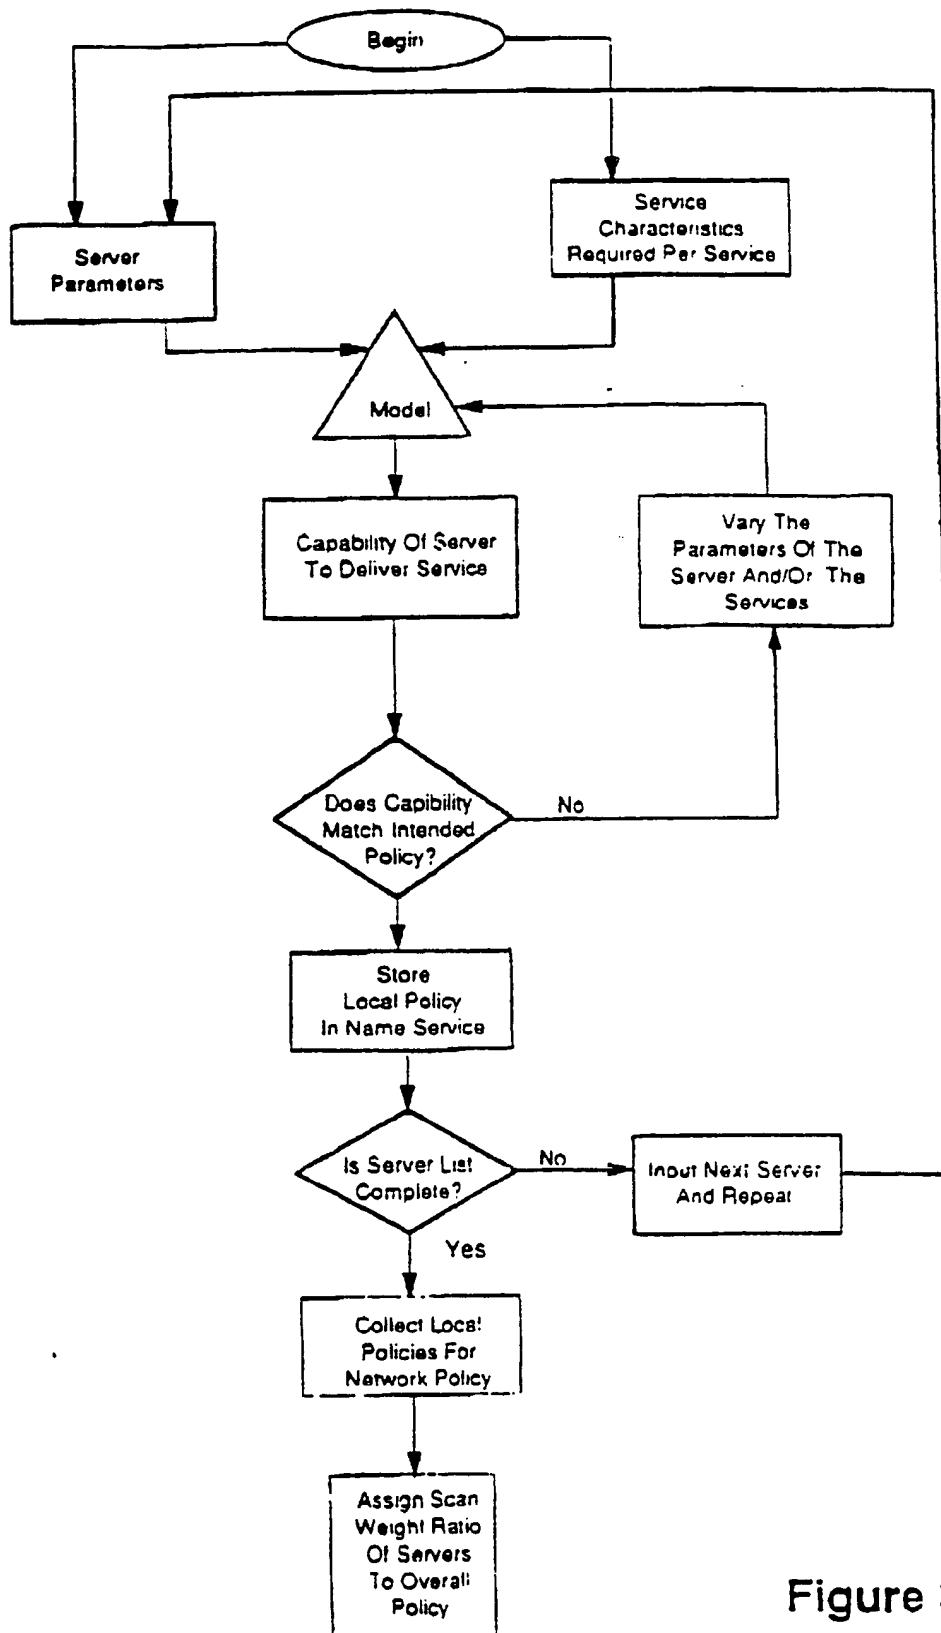 Begin
Service
Characteristics
Required Per Service
Server
Parameters
Model
Capability Of Server
To Deliver Service
Vary The
Parameters Of The
Server And/Or The
Services
Does Capibility
Match Intended
Policy?
No
Store
Local Policy
In Name Service
Is Server List
Complete?
No
Input Next Server
And Repeat
Yes
Collect Local
Policies For
Network Policy
Assign Scan
Weight Ratio
Of Servers
To Overall
Policy
Figure